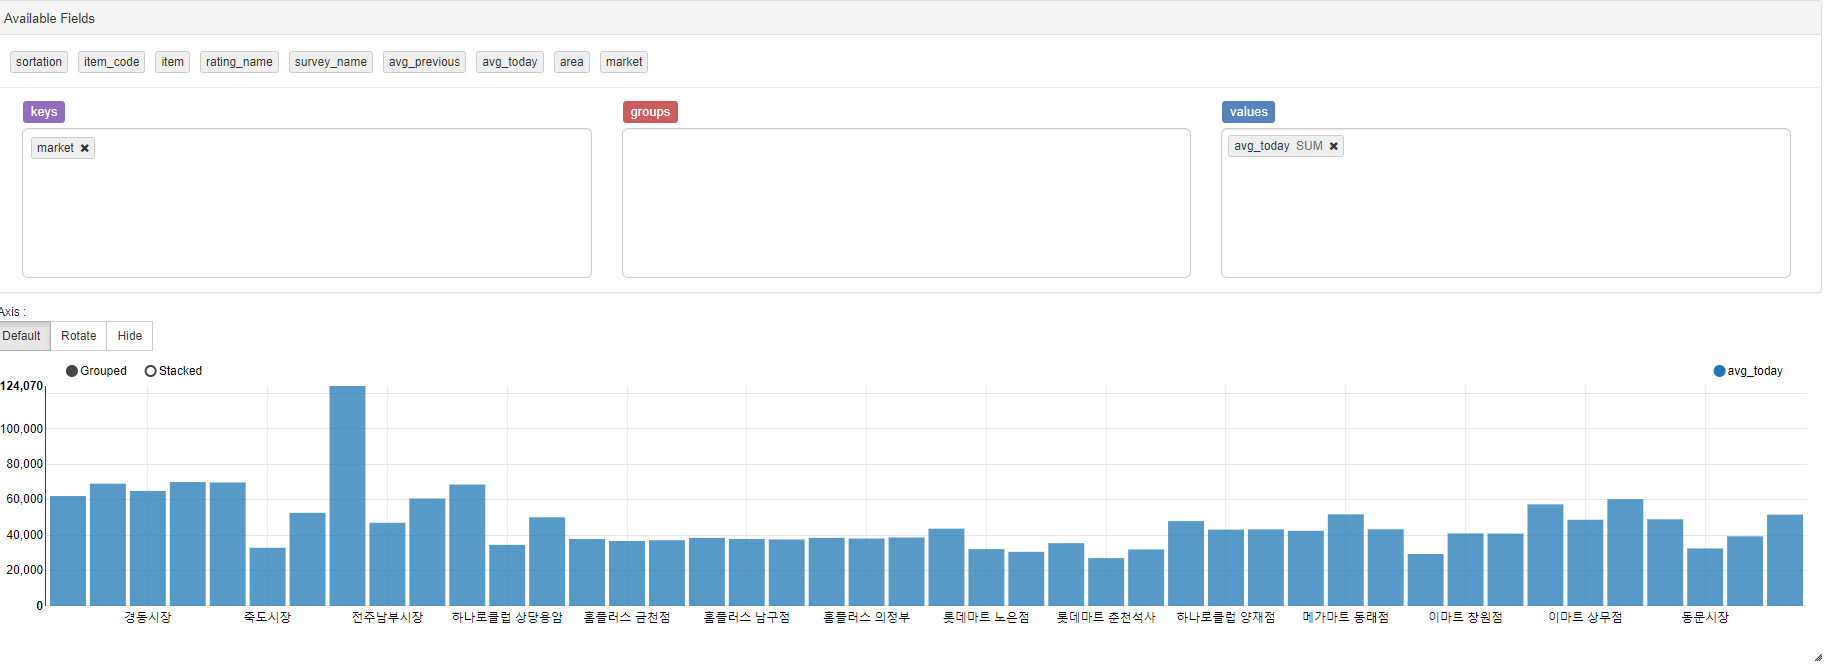 Available Fields
sortation item_code item rating_name survey_name avg_previous avg_today area market
keys groups values
market ✖ avg_today SUM ✖
Axis :
Default Rotate Hide
Grouped Stacked avg_today
124,070
100,000
80,000
60,000
40,000
20,000
0
경동시장 죽도시장 전주남부시장 하나로클럽 상당용암 홈플러스 금천점 홈플러스 남구점 홈플러스 의정부 롯데마트 노은점 롯데마트 춘천석사 하나로클럽 양재점 메가마트 동래점 이마트 창원점 이마트 상무점 동문시장